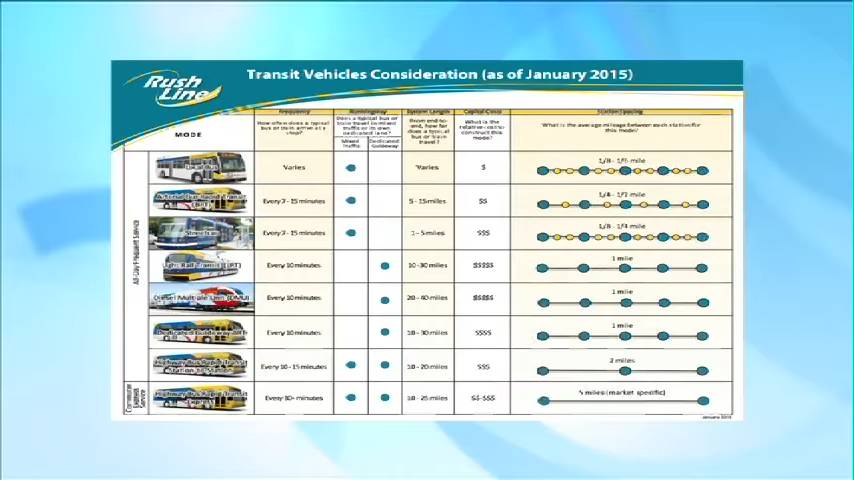 Rush
Line
Transit Vehicles Consideration (as of January 2015)
MODE
Frequency
How often does a typical
bus or train arrive at a
stop?
Runningway
Does a typical bus or
train travel in mixed
traffic or its own
dedicated lane?
Mixed
Traffic
Dedicated
Guideway
System Length
From end-to-
end, how far
does a typical
bus or train
travel?
Capital Costs
What is the
relative cost to
construct this
mode?
Station Spacing
What is the average mileage between each station for
this mode?
All-Day Frequent Service
Local Bus
Varies
Varies
$
1/8 - 1/6 mile
Arterial Bus Rapid Transit
(BRT)
Every 7 - 15 minutes
5 - 15 miles
$$
1/4 - 1/2 mile
Streetcar
Every 7 - 15 minutes
1 - 5 miles
$$$
1/8 - 1/4 mile
Light Rail Transit (LRT)
Every 10 minutes
10 - 30 miles
$$$$$
1 mile
Diesel Multiple Unit (DMU)
Every 10 minutes
20 - 40 miles
$$$$$
1 mile
Dedicated Guideway BRT
Every 10 minutes
10 - 30 miles
$$$$
1 mile
Highway Bus Rapid Transit
Station-to-Station
Every 10 - 15 minutes
10 - 20 miles
$$$
2 miles
Commuter
Express
Service
Highway Bus Rapid Transit
Express
Every 30+ minutes
10 - 25 miles
$$-$$$
5 miles (market specific)
January 2015